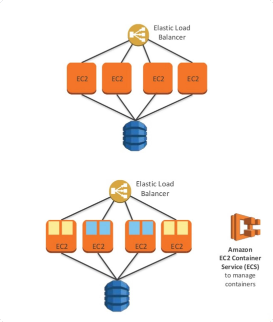 Elastic Load
Balancer
EC2 EC2 EC2 EC2
Elastic Load
Balancer
EC2 EC2 EC2 EC2
Amazon
EC2 Container
Service (ECS)
to manage
containers